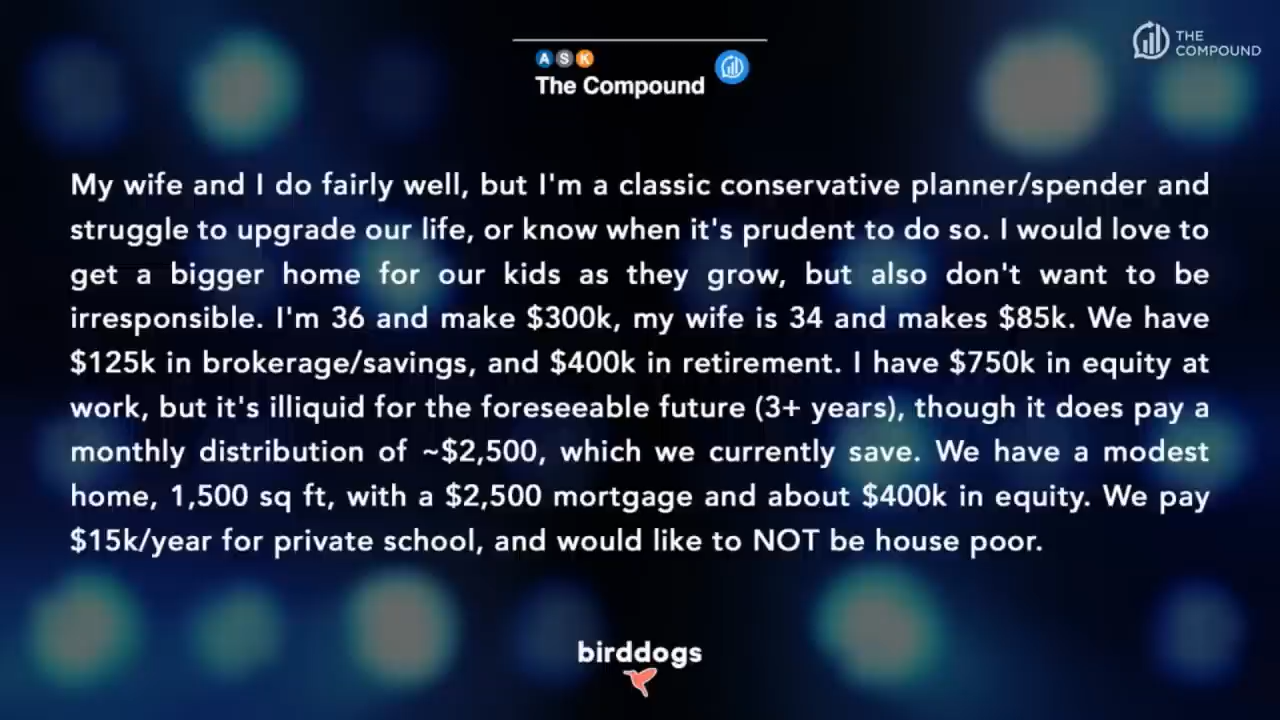 THE
COMPOUND
A S K
The Compound
My wife and I do fairly well, but I'm a classic conservative planner/spender and
struggle to upgrade our life, or know when it's prudent to do so. I would love to
get a bigger home for our kids as they grow, but also don't want to be
irresponsible. I'm 36 and make $300k, my wife is 34 and makes $85k. We have
$125k in brokerage/savings, and $400k in retirement. I have $750k in equity at
work, but it's illiquid for the foreseeable future (3+ years), though it does pay a
monthly distribution of ~$2,500, which we currently save. We have a modest
home, 1,500 sq ft, with a $2,500 mortgage and about $400k in equity. We pay
$15k/year for private school, and would like to NOT be house poor.
birddogs